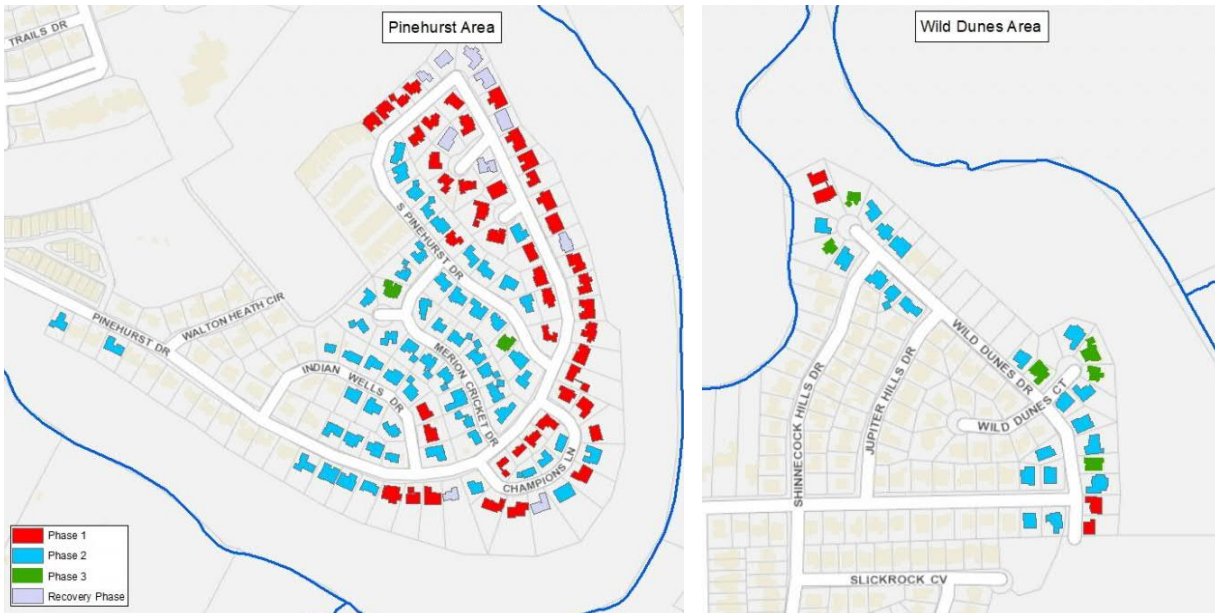 Pinehurst Area
TRAILS DR
S PINEHURST DR
WALTON HEATH CIR
PINEHURST DR
INDIAN WELLS DR
MERION CRICKET DR
CHAMPIONS LN
Phase 1
Phase 2
Phase 3
Recovery Phase
Wild Dunes Area
WILD DUNES DR
WILD DUNES CT
SHINNECOCK HILLS DR
JUPITER HILLS DR
SLICKROCK CV